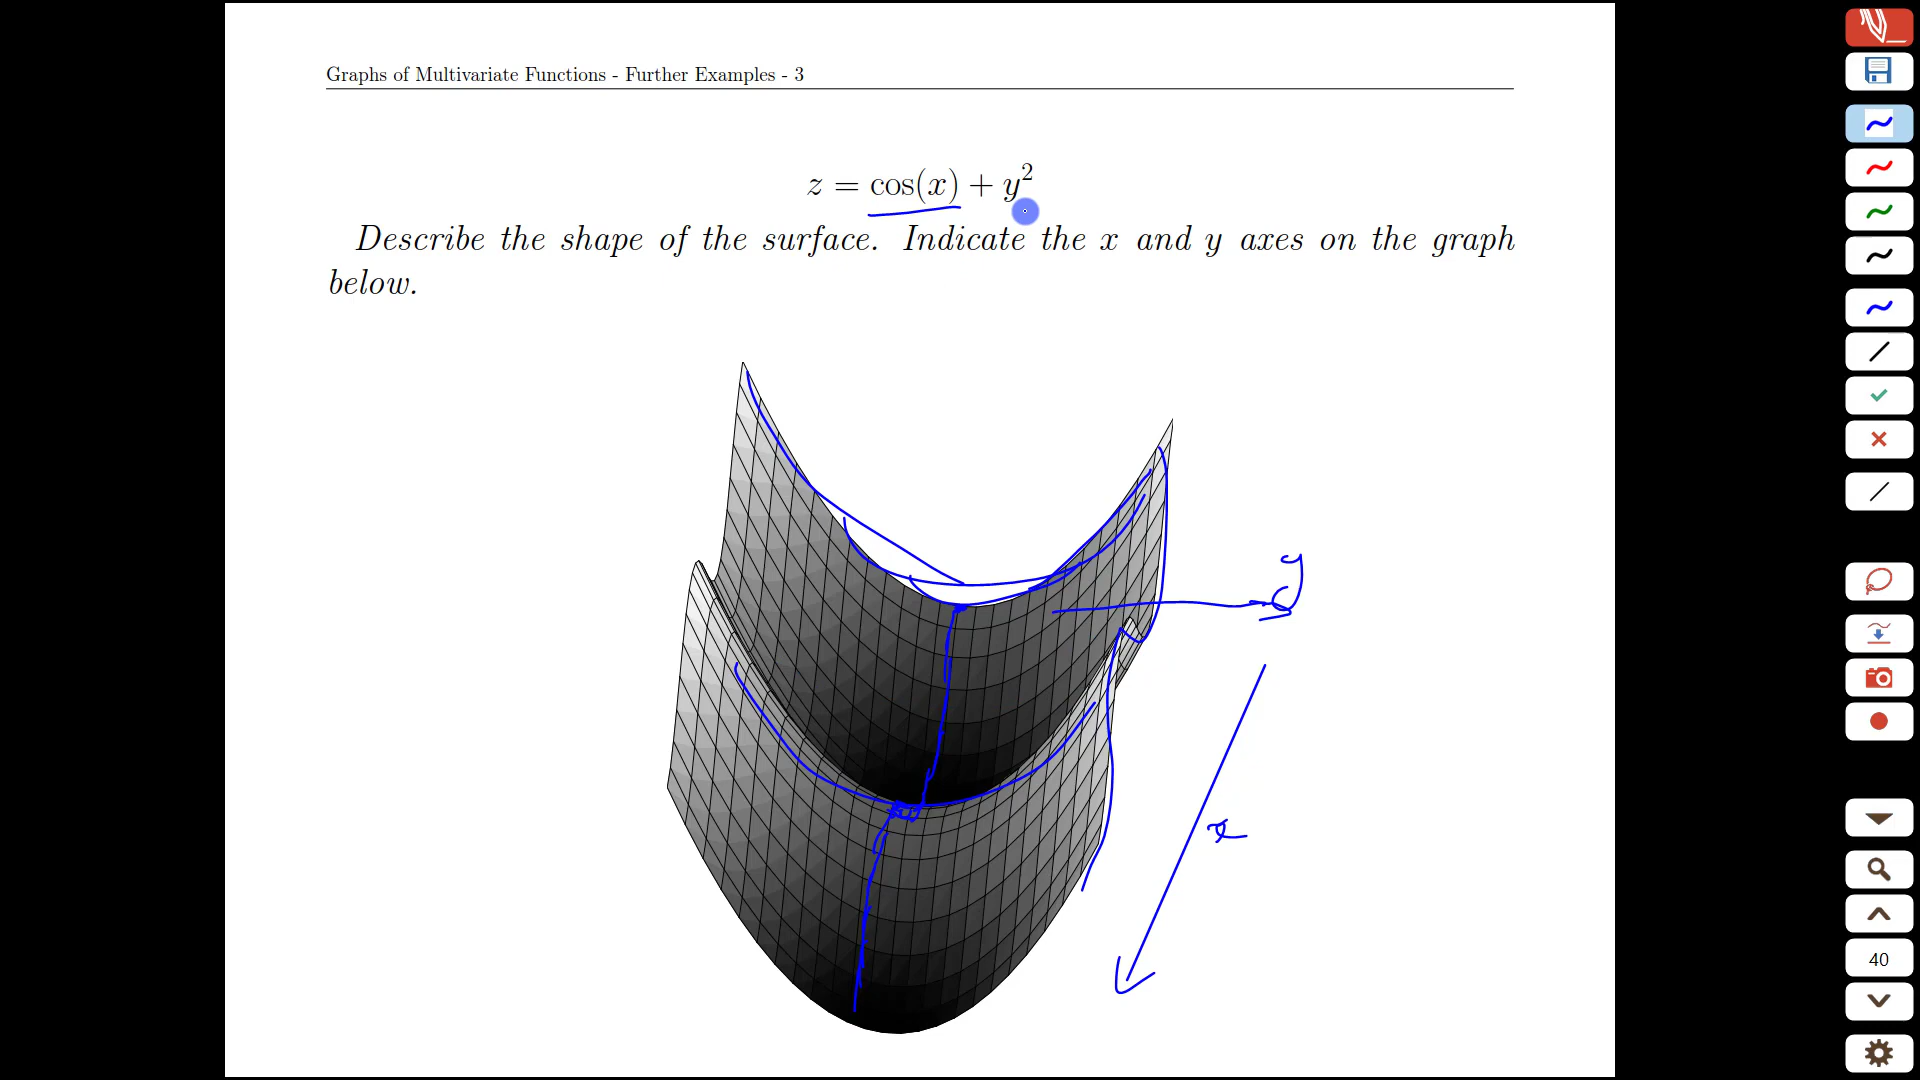 Graphs of Multivariate Functions - Further Examples - 3
z = cos(x) + y²
Describe the shape of the surface. Indicate the x and y axes on the graph
below.
y
x
40